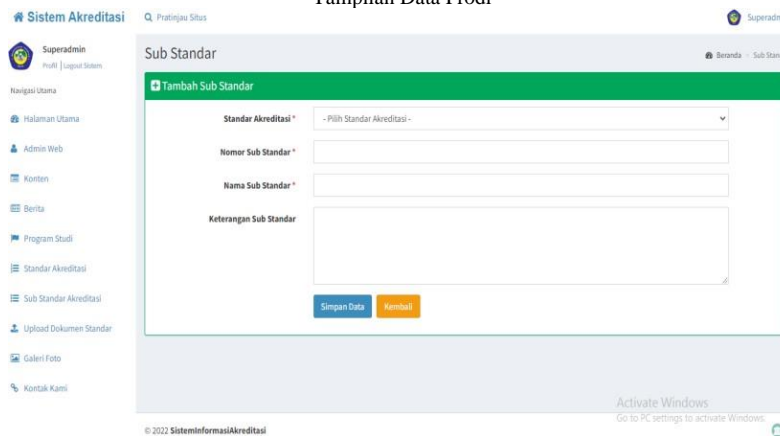 Tampilan Data Prodi
Sistem Akreditasi
Pratinjau Situs
Superadmin
Profil | Logout Sistem
Navigasi Utama
Halaman Utama
Admin Web
Konten
Berita
Program Studi
Standar Akreditasi
Sub Standar Akreditasi
Upload Dokumen Standar
Galeri Foto
Kontak Kami
Sub Standar
Beranda
Tambah Sub Standar
Standar Akreditasi *
- Pilih Standar Akreditasi -
Nomor Sub Standar *
Nama Sub Standar *
Keterangan Sub Standar
Simpan Data
Kembali
Activate Windows
Go to PC settings to activate Windows.
© 2022 SistemInformasiAkreditasi